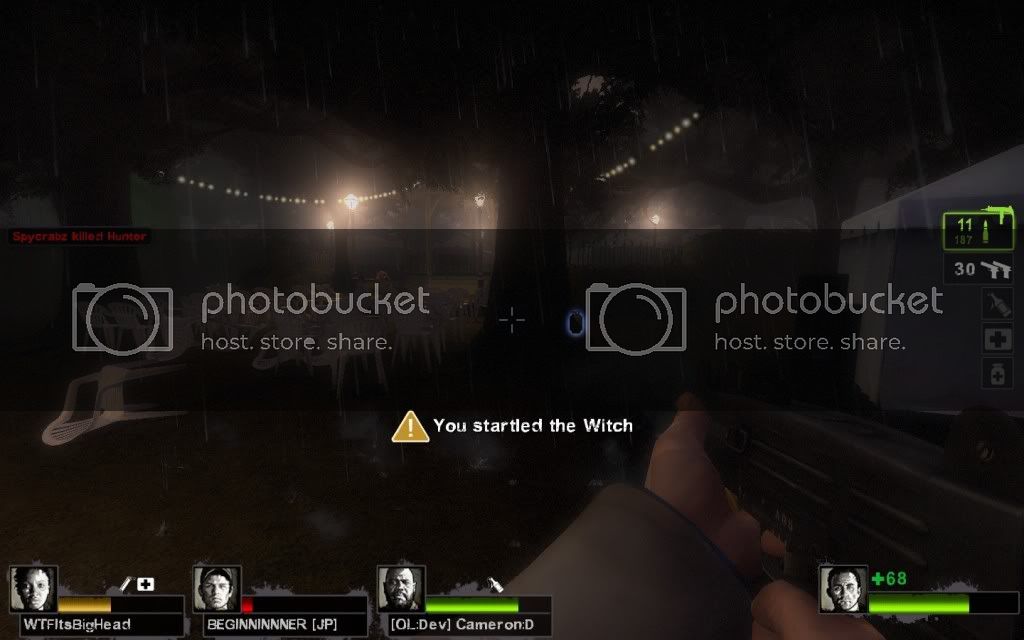 Spycrabz killed Hunter
11
187
30
photobucket
host. store. share.
photobucket
host. store. share.
You startled the Witch
+68
WTFItsBigHead
BEGINNINNNER [JP]
[OL:Dev] Cameron:D